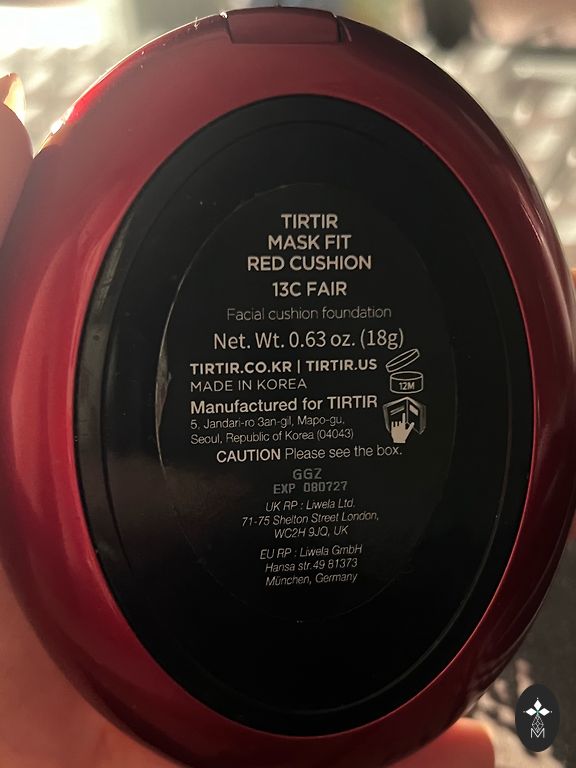 TIRTIR
MASK FIT
RED CUSHION
13C FAIR
Facial cushion foundation
Net. Wt. 0.63 oz. (18g)
TIRTIR.CO.KR | TIRTIR.US
MADE IN KOREA
12M
Manufactured for TIRTIR
5, Jandari-ro 3an-gil, Mapo-gu,
Seoul, Republic of Korea (04043)
CAUTION Please see the box.
GGZ
EXP 080727
UK RP : Liwela Ltd.
71-75 Shelton Street London,
WC2H 9JQ, UK
EU RP : Liwela GmbH
Hansa str.49 81373
München, Germany
M